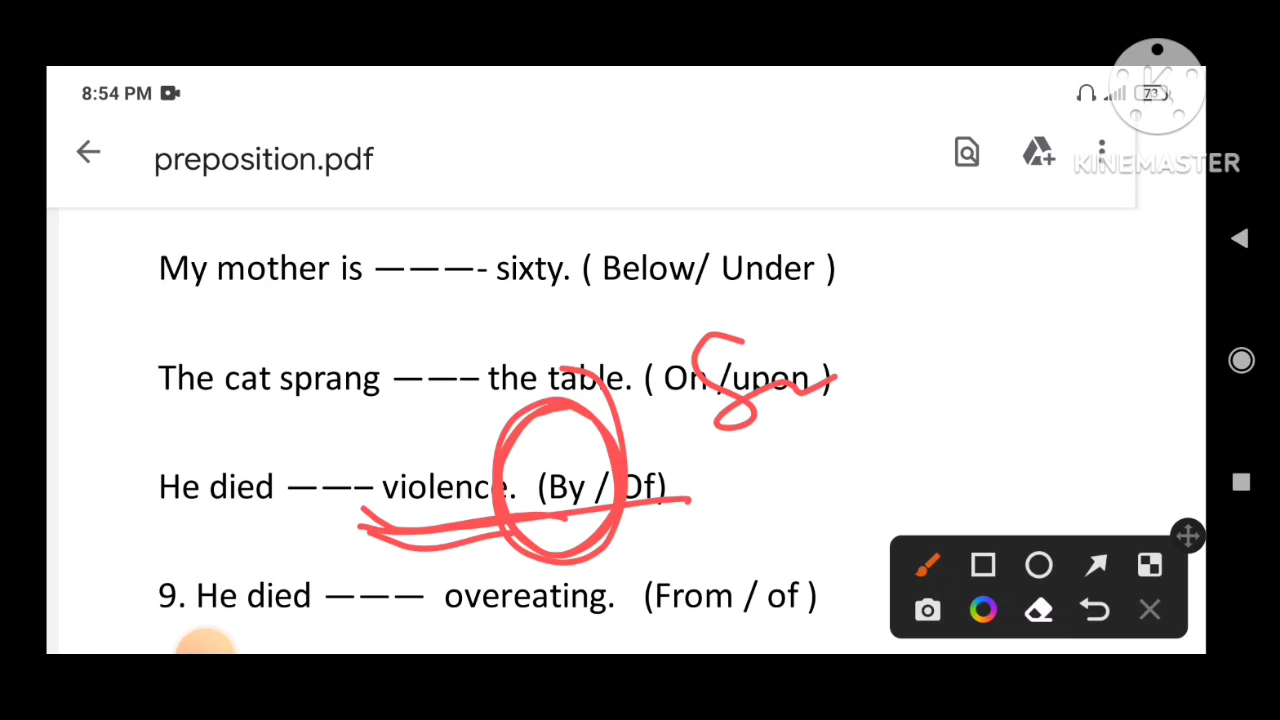 8:54 PM
73
preposition.pdf
KINEMASTER
My mother is ———- sixty. ( Below/ Under )
The cat sprang ——– the table. ( On /upon )
He died ——– violence. (By / Of)
9. He died ——— overeating. (From / of )